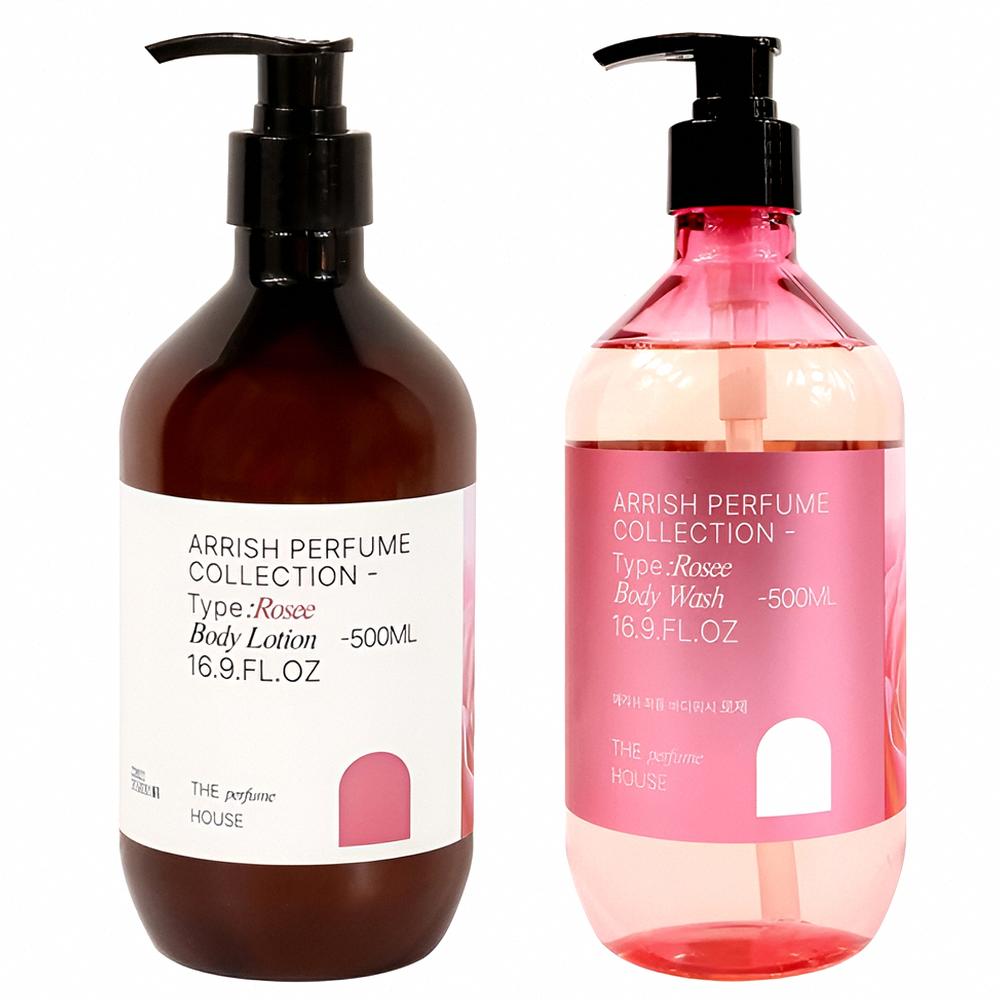 ARRISH PERFUME
COLLECTION -
Type :Rosee
Body Lotion -500ML
16.9.FL.OZ
THE perfume
HOUSE
ARRISH PERFUME
COLLECTION -
Type :Rosee
Body Wash -500ML
16.9.FL.OZ
THE perfume
HOUSE